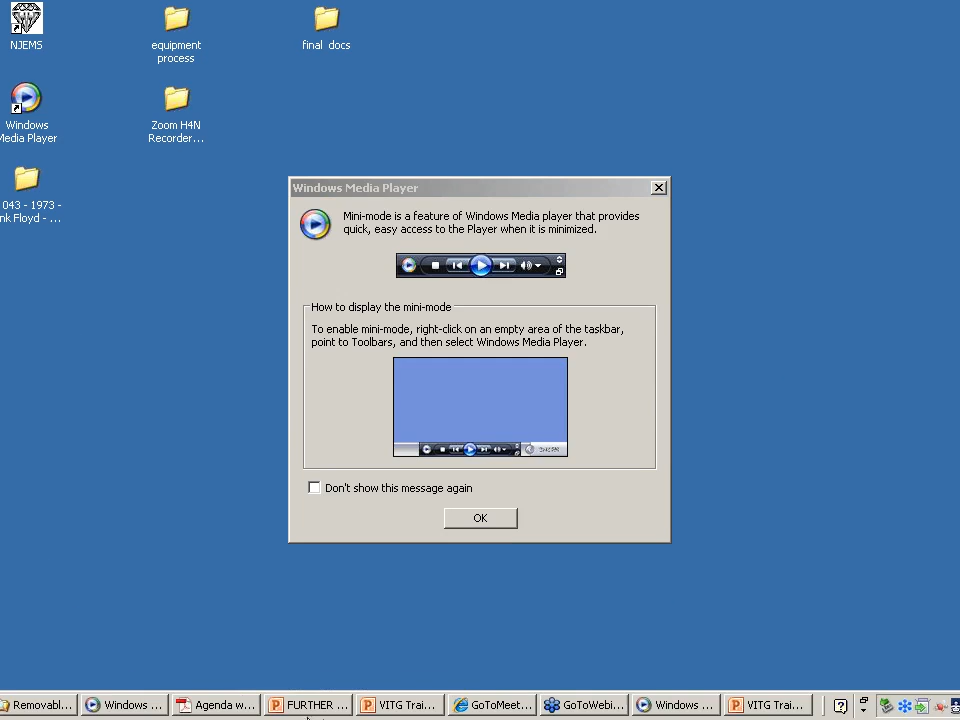 NJEMS
equipment
process
final docs
Windows
Media Player
Zoom H4N
Recorder...
043 - 1973 -
nk Floyd - ...
Windows Media Player
Mini-mode is a feature of Windows Media player that provides
quick, easy access to the Player when it is minimized.
How to display the mini-mode
To enable mini-mode, right-click on an empty area of the taskbar,
point to Toolbars, and then select Windows Media Player.
Don't show this message again
OK
Removabl... Windows ... Agenda w... FURTHER ... VITG Trai... GoToMeet... GoToWebi... Windows ... VITG Trai...